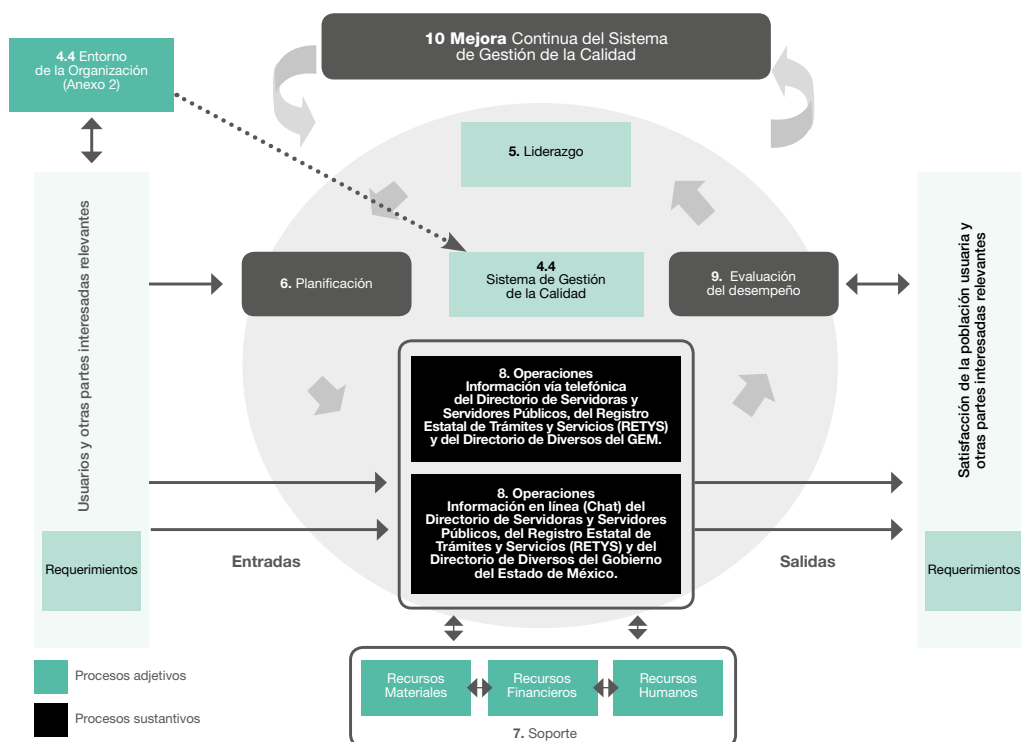 10 Mejora Continua del Sistema
de Gestión de la Calidad
4.4 Entorno
de la Organización
(Anexo 2)
5. Liderazgo
Usuarios y otras partes interesadas relevantes
6. Planificación
4.4
Sistema de Gestión
de la Calidad
9. Evaluación
del desempeño
Satisfacción de la población usuaria y
otras partes interesadas relevantes
8. Operaciones
Información vía telefónica
del Directorio de Servidoras y
Servidores Públicos, del Registro
Estatal de Trámites y Servicios (RETYS)
y del Directorio de Diversos del GEM.
8. Operaciones
Información en línea (Chat) del
Directorio de Servidoras y Servidores
Públicos, del Registro Estatal de
Trámites y Servicios (RETYS) y del
Directorio de Diversos del Gobierno
del Estado de México.
Requerimientos
Entradas
Salidas
Requerimientos
Procesos adjetivos
Procesos sustantivos
Recursos
Materiales
Recursos
Financieros
Recursos
Humanos
7. Soporte